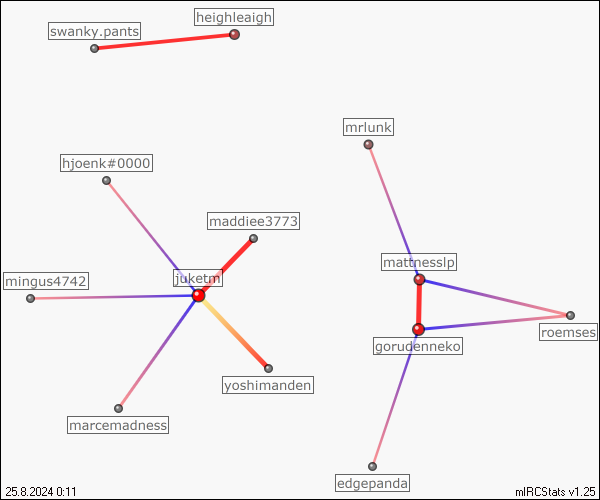 heighleaigh
swanky.pants
mrlunk
hjoenk#0000
maddiee3773
mattnesslp
juketm
mingus4742
roemses
gorudenneko
yoshimanden
marcemadness
edgepanda
25.8.2024 0:11
mIRCStats v1.25